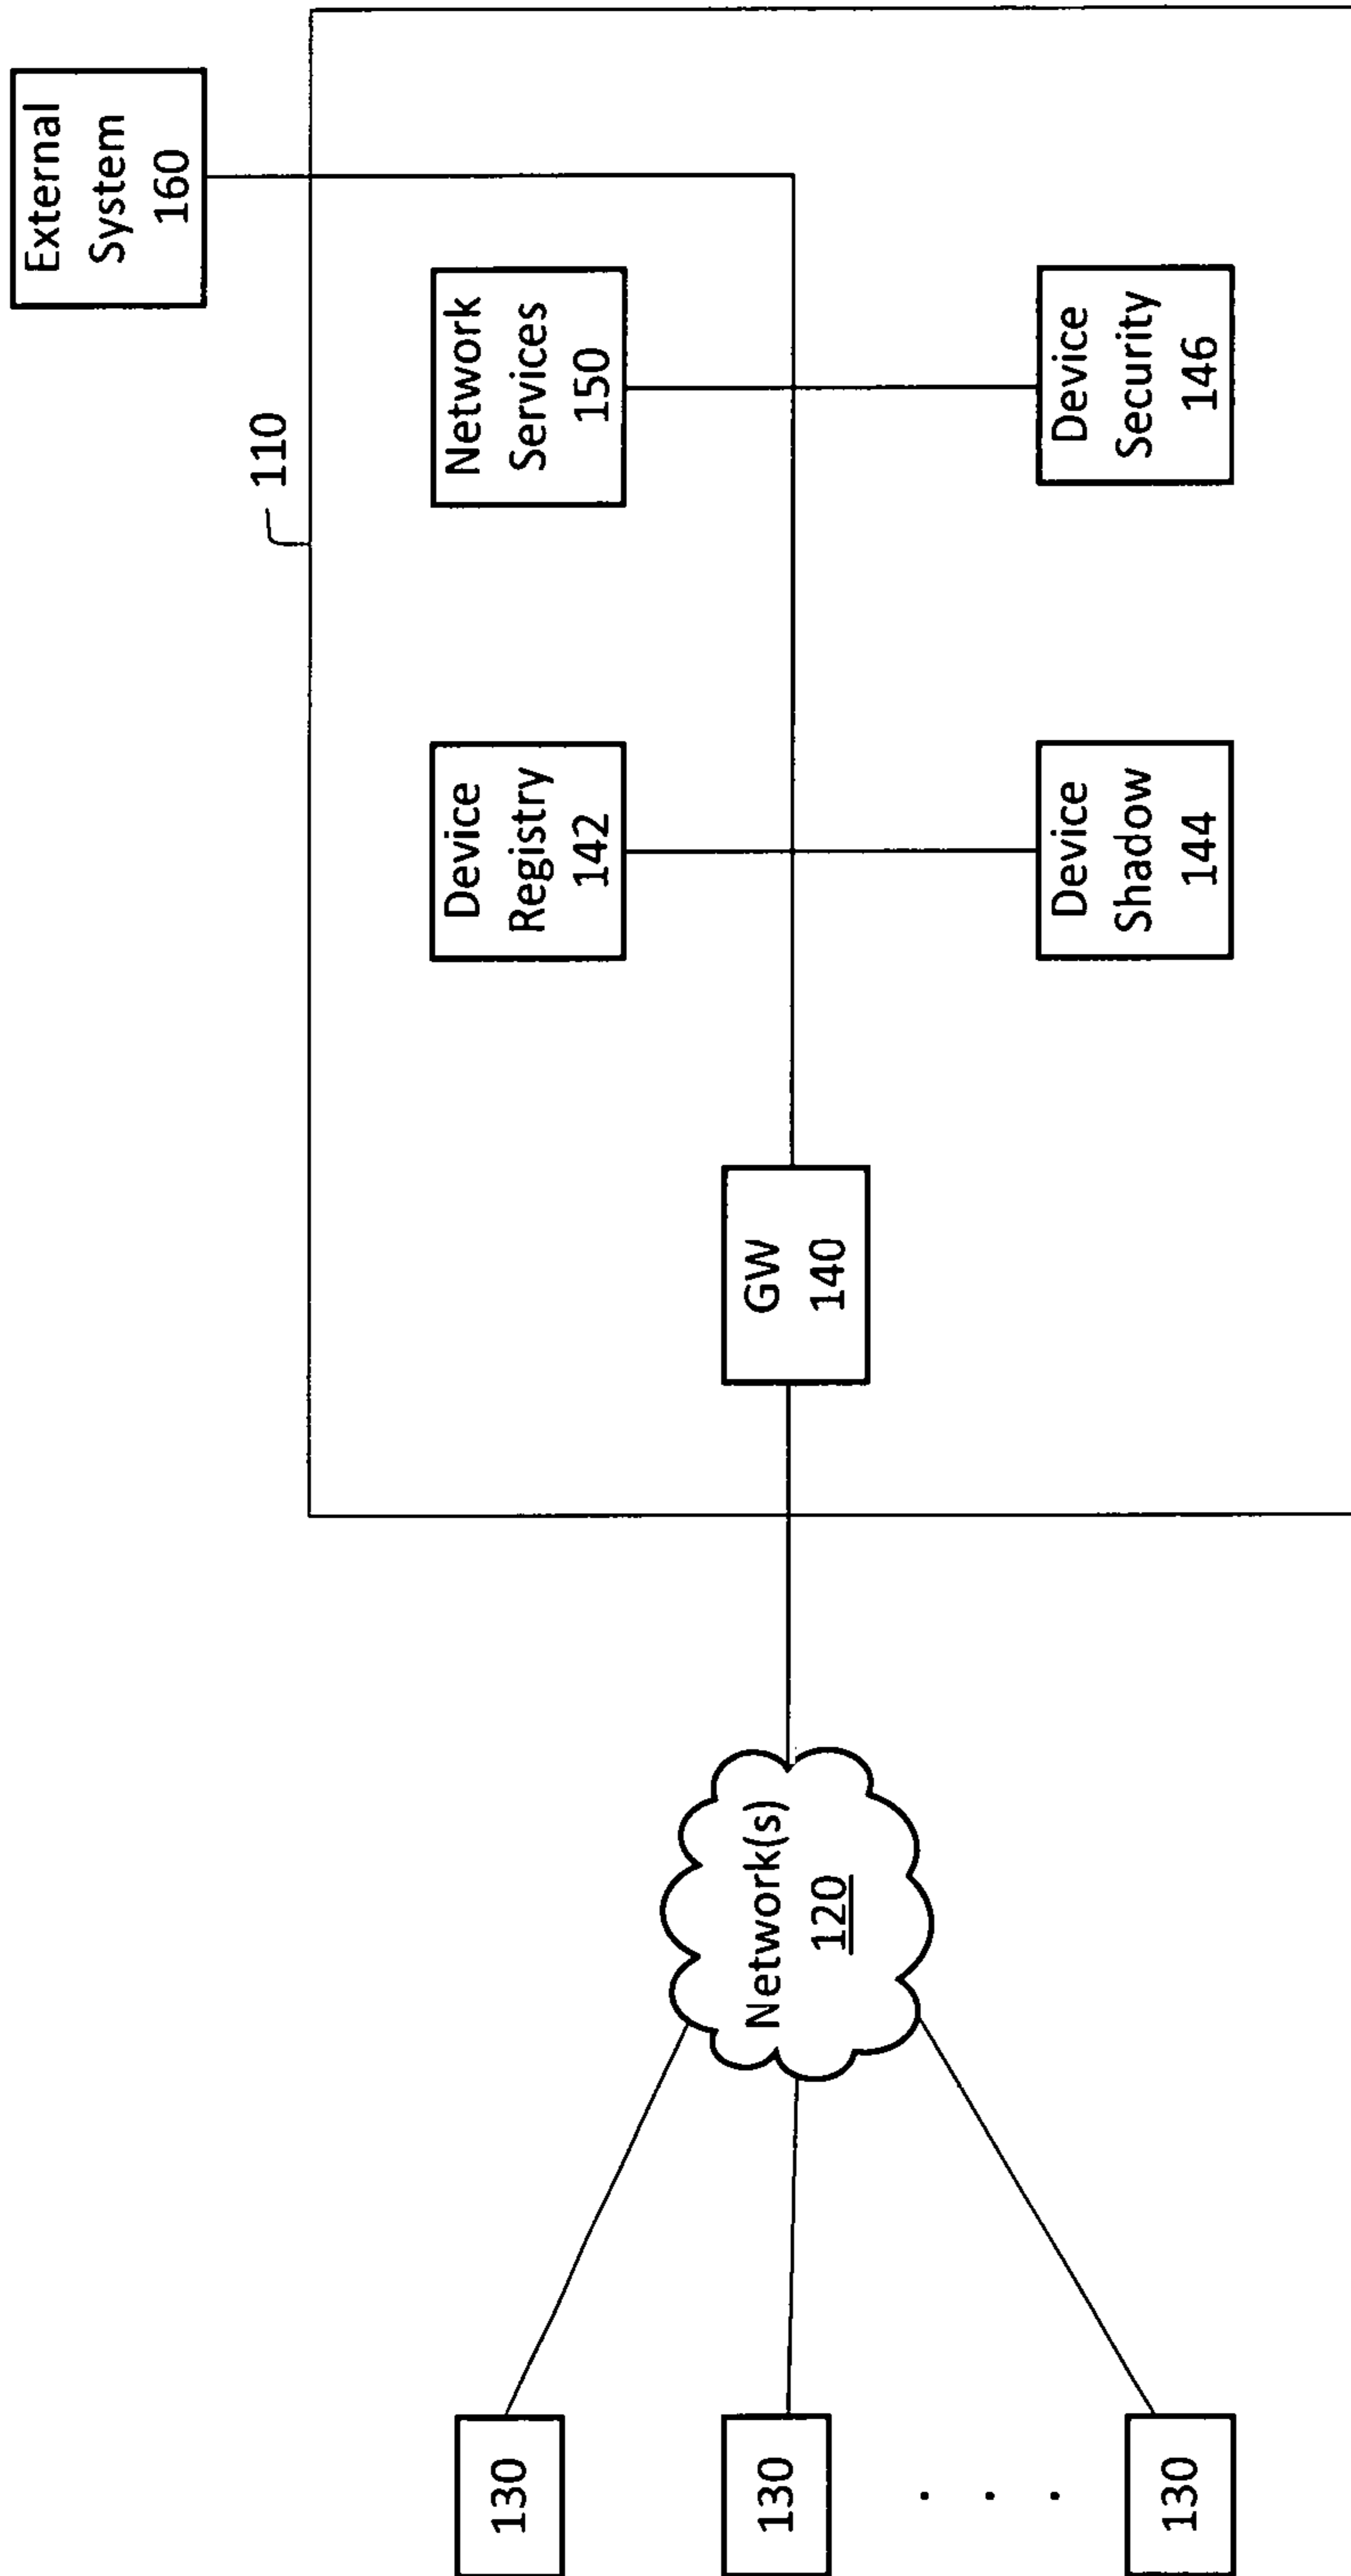 External
System
160
110
Network
Services
150
Device
Registry
142
Device
Security
146
Device
Shadow
144
GW
140
Network(s)
120
130
130
. . .
130